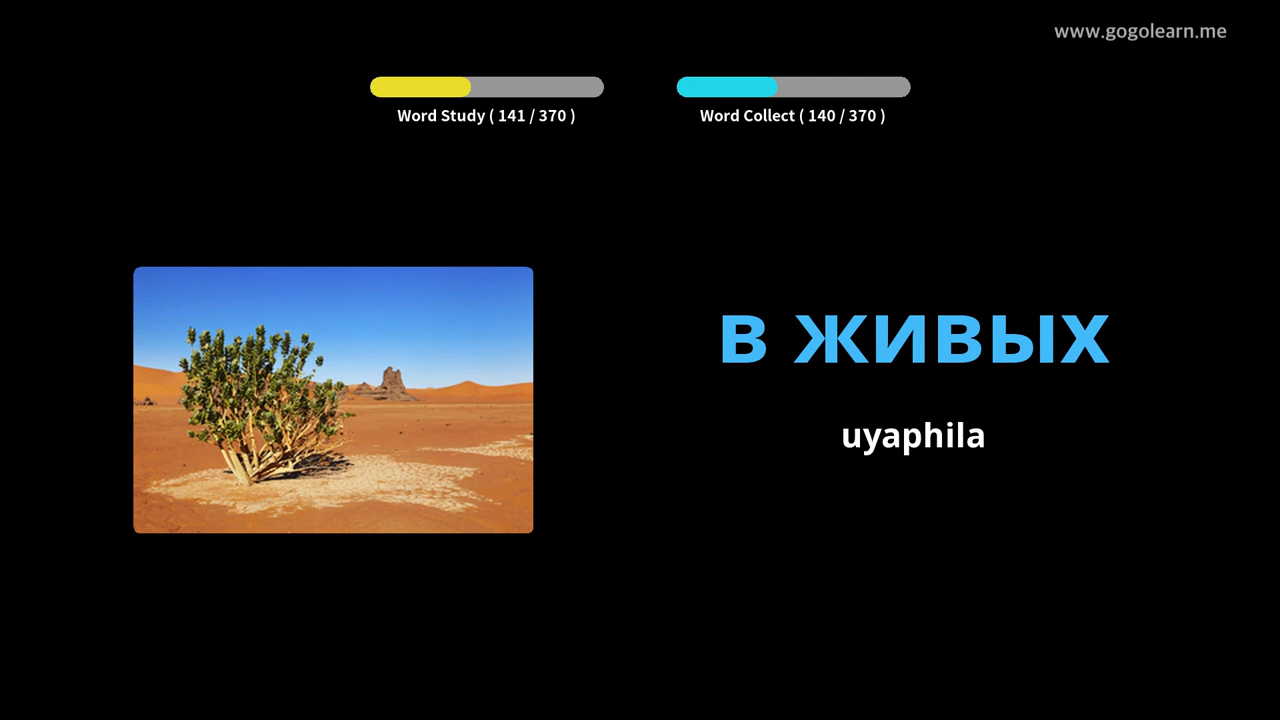 www.gogolearn.me
Word Study ( 141 / 370 )
Word Collect ( 140 / 370 )
в живых
uyaphila